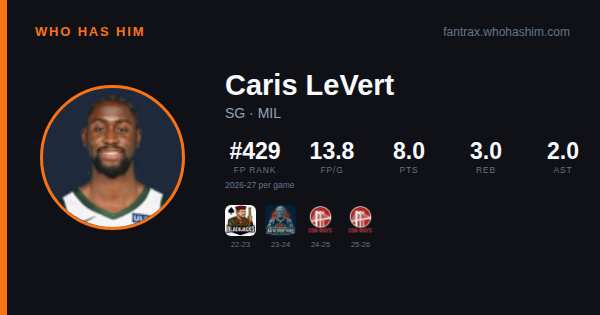 WHO HAS HIM
fantrax.whohashim.com
Caris LeVert
SG · MIL
#429 13.8 8.0 3.0 2.0
FP RANK FP/G PTS REB AST
2026-27 per game
22-23 23-24 24-25 25-26